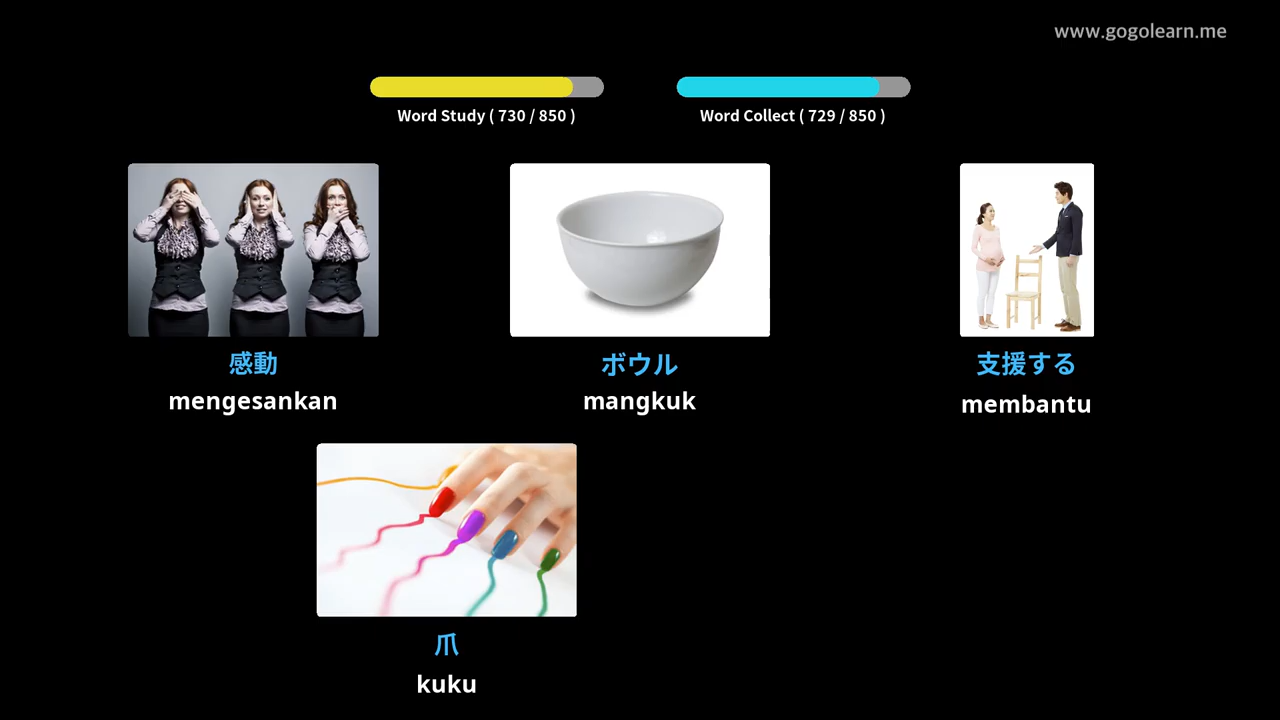 www.gogolearn.me
Word Study ( 730 / 850 )
Word Collect ( 729 / 850 )
感動
mengesankan
ボウル
mangkuk
支援する
membantu
爪
kuku